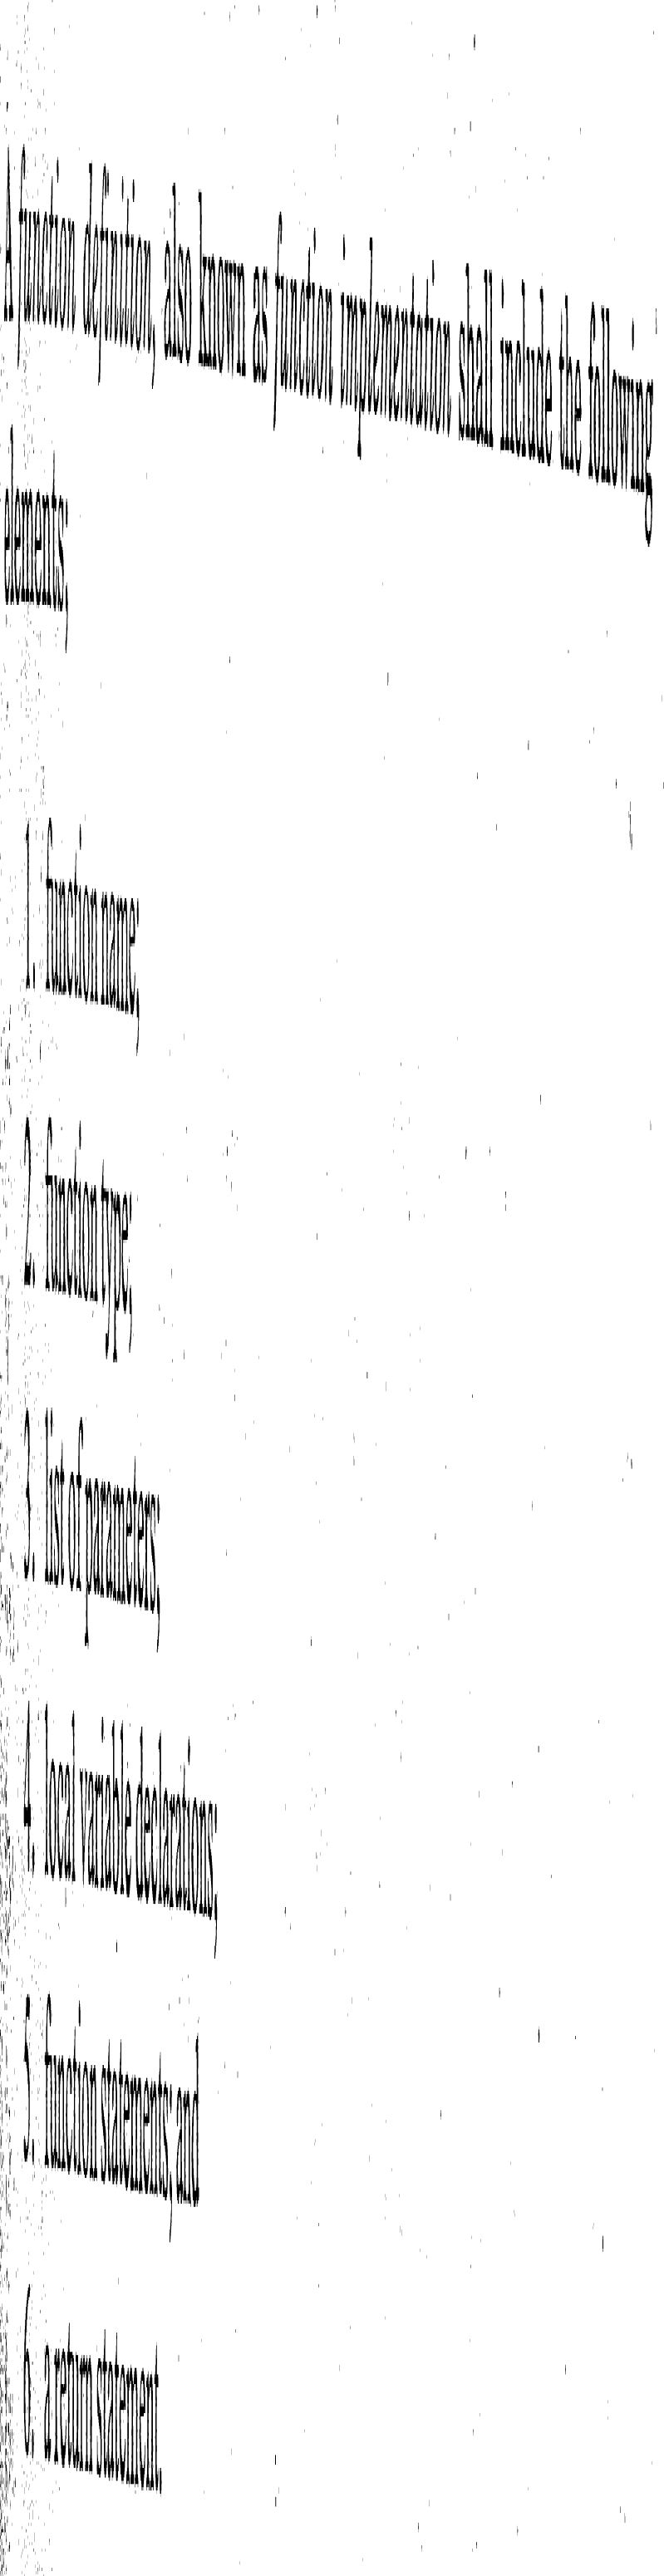 A function definition, also known as function implementation shall include the following
elements;
1. function name;
2. function type;
3. list of parameters;
4. local variable declarations;
5. function statements; and
6. a return statement.